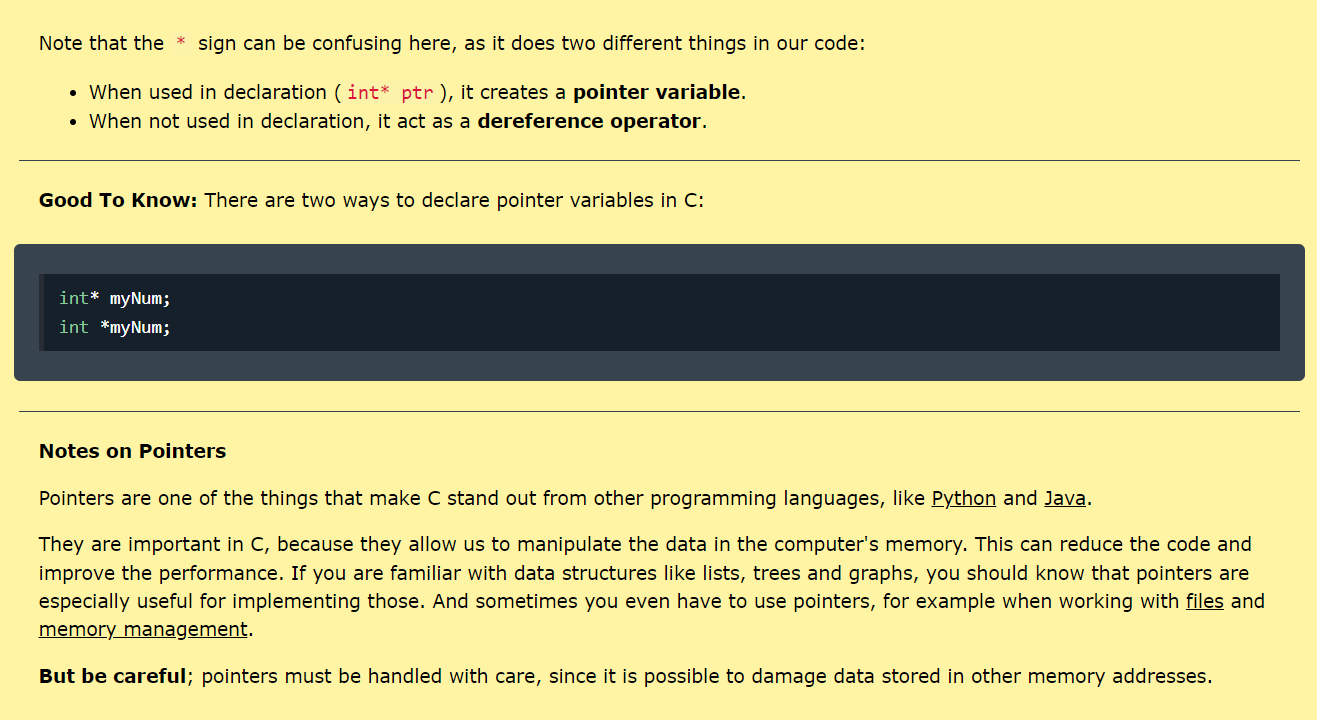 Note that the * sign can be confusing here, as it does two different things in our code:
• When used in declaration (int* ptr), it creates a pointer variable.
• When not used in declaration, it act as a dereference operator.
Good To Know: There are two ways to declare pointer variables in C:
int* myNum;
int *myNum;
Notes on Pointers
Pointers are one of the things that make C stand out from other programming languages, like Python and Java.
They are important in C, because they allow us to manipulate the data in the computer's memory. This can reduce the code and
improve the performance. If you are familiar with data structures like lists, trees and graphs, you should know that pointers are
especially useful for implementing those. And sometimes you even have to use pointers, for example when working with files and
memory management.
But be careful; pointers must be handled with care, since it is possible to damage data stored in other memory addresses.